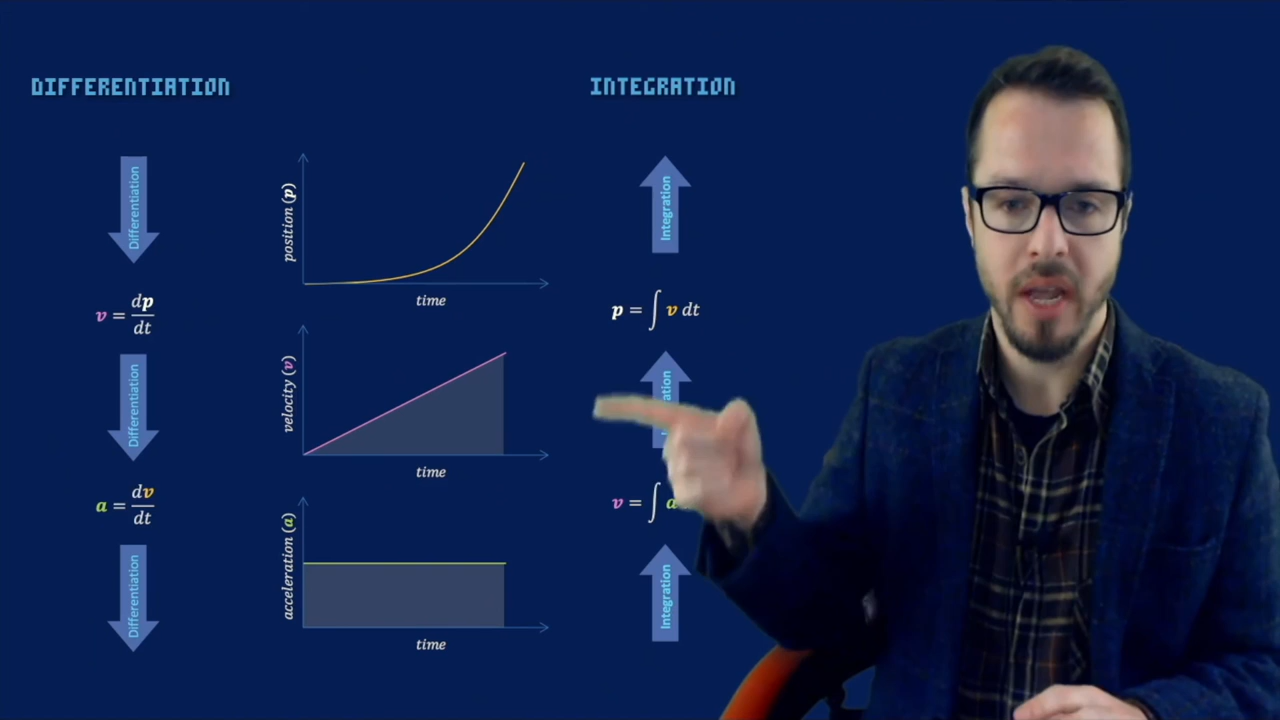 DIFFERENTIATION
Differentiation
v = dp/dt
Differentiation
a = dv/dt
Differentiation
position (p)
time
velocity (v)
time
acceleration (a)
time
INTEGRATION
Integration
p = ∫ v dt
v = ∫ a
Integration